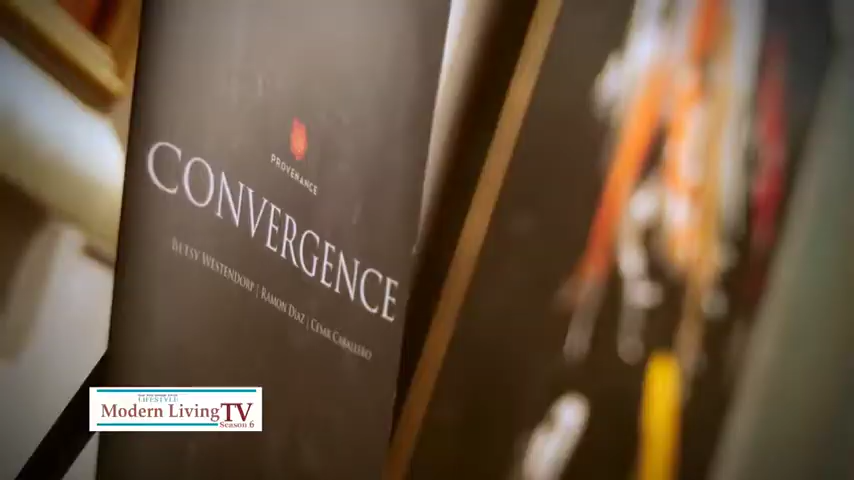 PROVENANCE
CONVERGENCE
BETSY WESTENDORP | RAMON DIAZ | CESAR CABALLERO
LIFESTYLE
Modern Living TV
Season 6